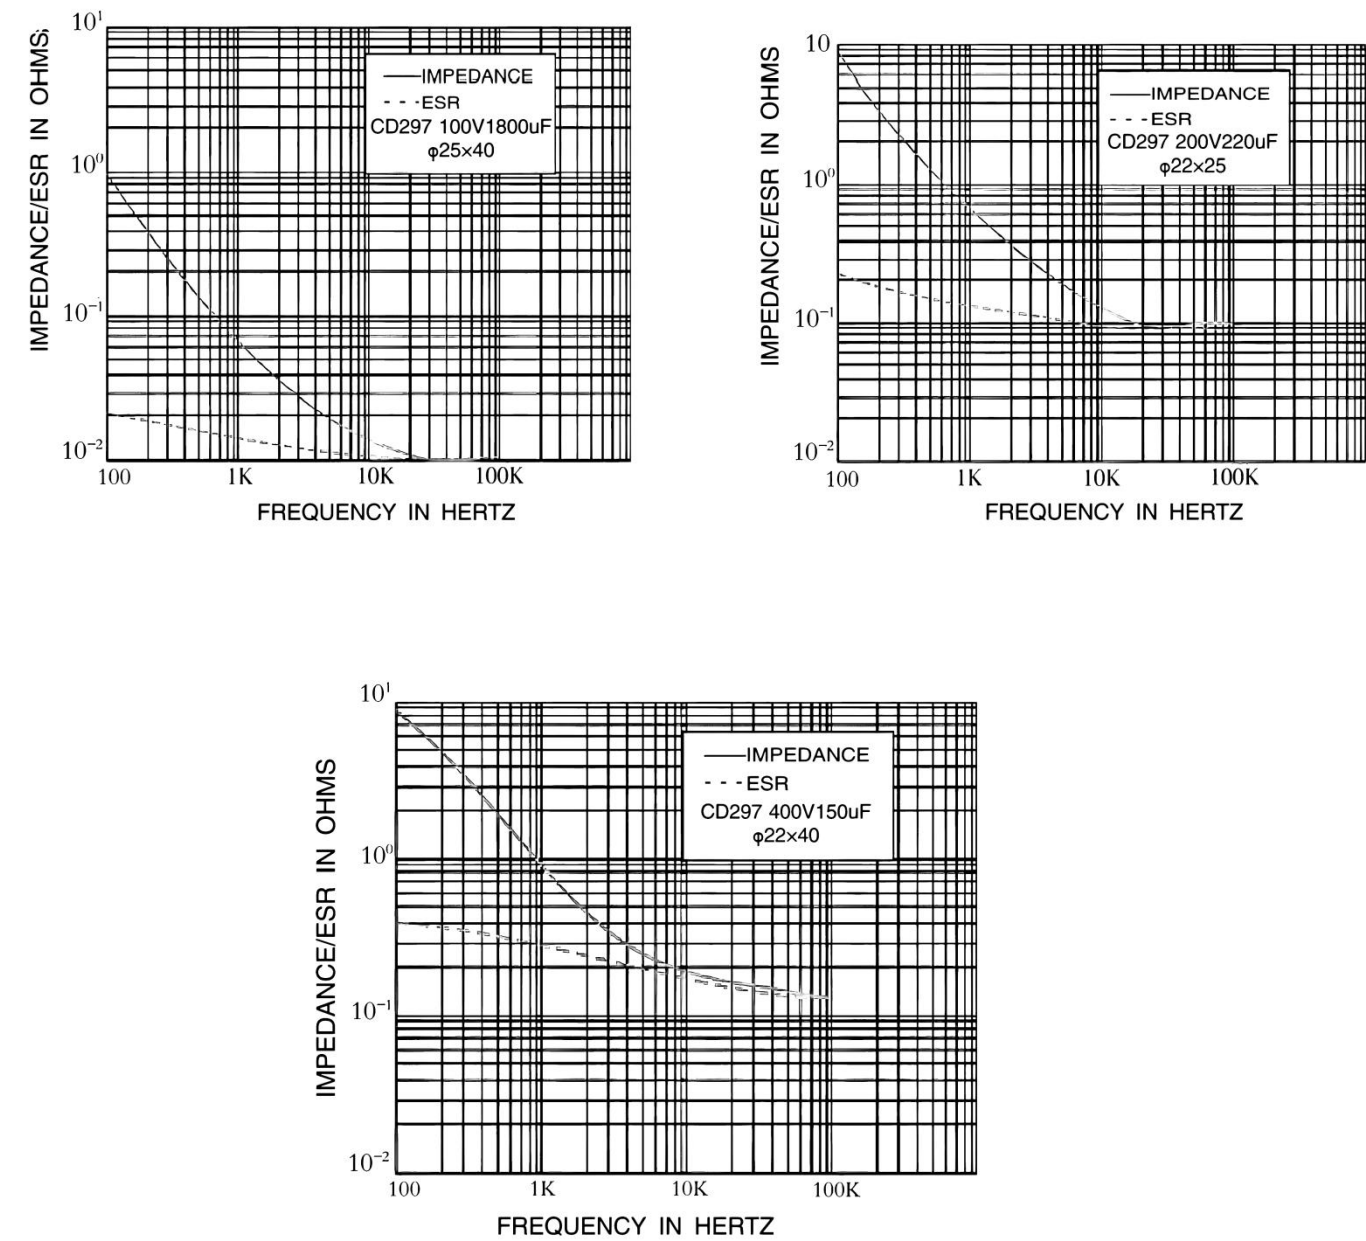 IMPEDANCE/ESR IN OHMS;
10¹
10⁰
10⁻¹
10⁻²
IMPEDANCE
ESR
CD297 100V1800uF
φ25×40
100 1K 10K 100K
FREQUENCY IN HERTZ
IMPEDANCE/ESR IN OHMS
10
10⁰
10⁻¹
10⁻²
IMPEDANCE
ESR
CD297 200V220uF
φ22×25
100 1K 10K 100K
FREQUENCY IN HERTZ
IMPEDANCE/ESR IN OHMS
10¹
10⁰
10⁻¹
10⁻²
IMPEDANCE
ESR
CD297 400V150uF
φ22×40
100 1K 10K 100K
FREQUENCY IN HERTZ